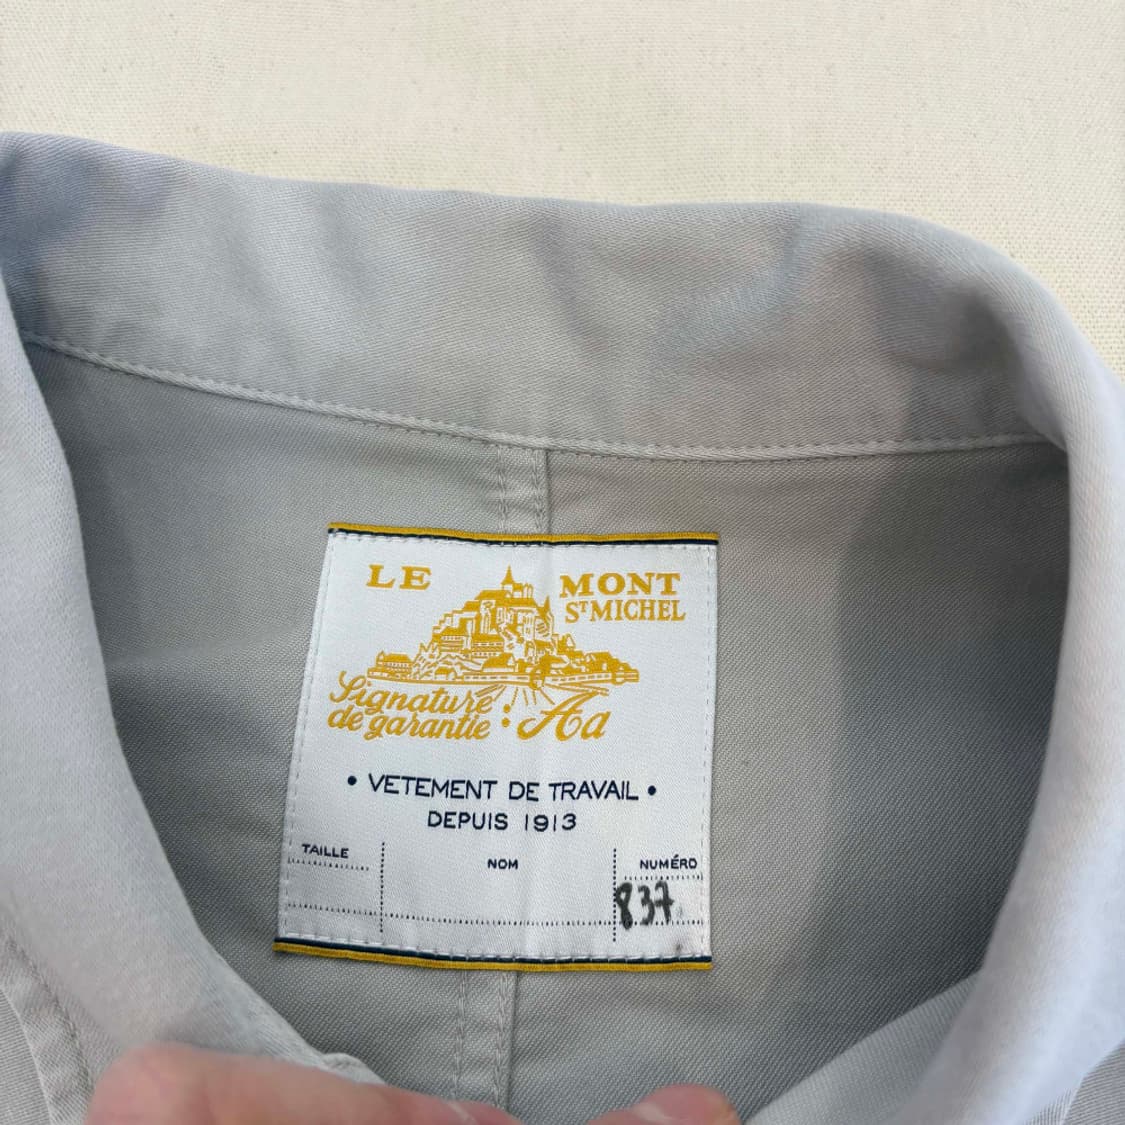 LE MONT
ST MICHEL
Signature
de garantie : Aa
• VETEMENT DE TRAVAIL •
DEPUIS 1913
TAILLE NOM NUMÉRO
837